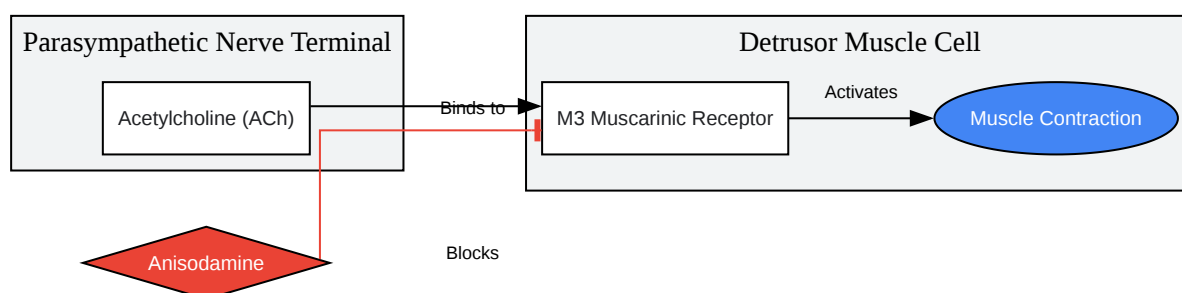 Parasympathetic Nerve Terminal
Detrusor Muscle Cell
Acetylcholine (ACh)
Binds to
M3 Muscarinic Receptor
Activates
Muscle Contraction
Anisodamine
Blocks